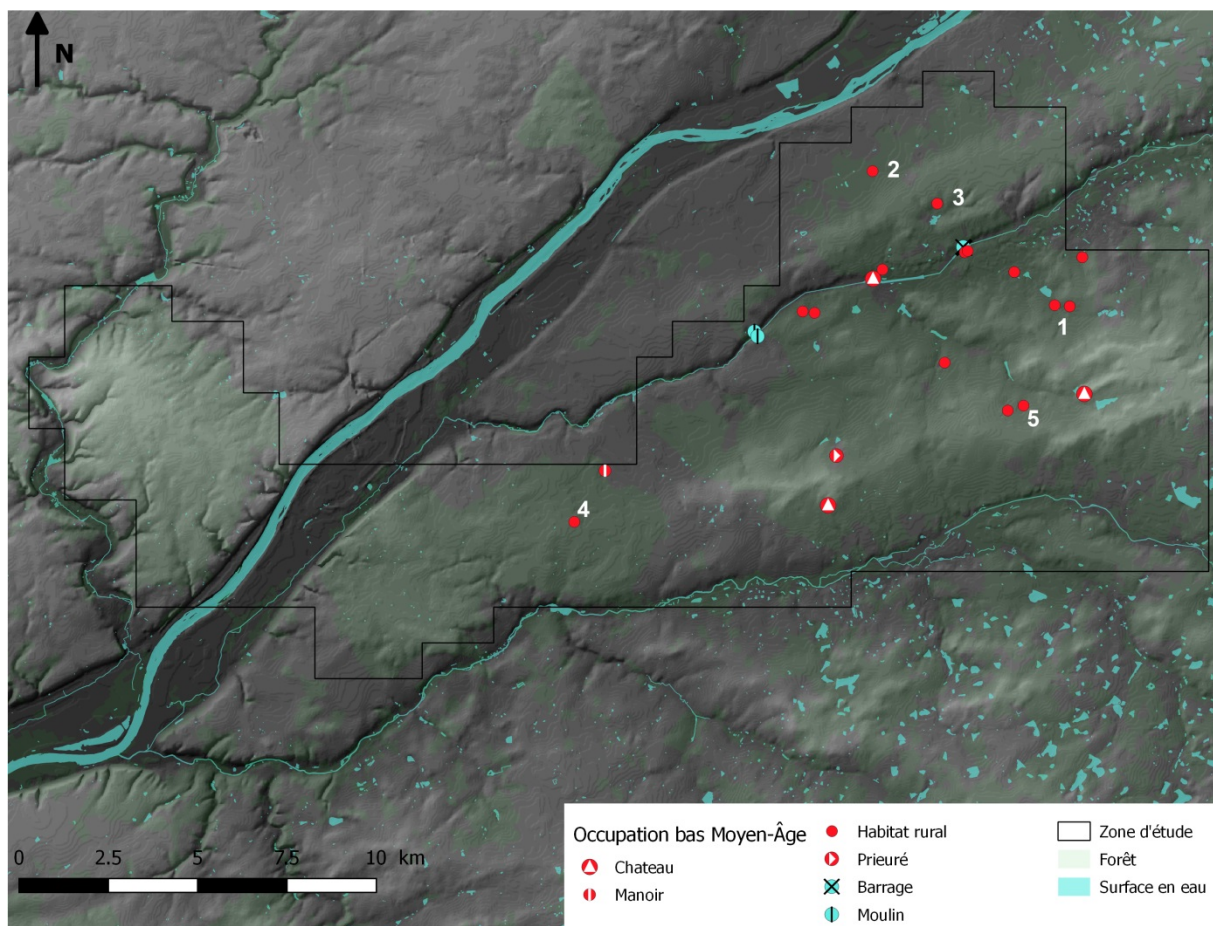 N
2
3
1
5
4
0 2.5 5 7.5 10 km
Occupation bas Moyen-Âge
Chateau
Manoir
Habitat rural
Prieuré
Barrage
Moulin
Zone d'étude
Forêt
Surface en eau